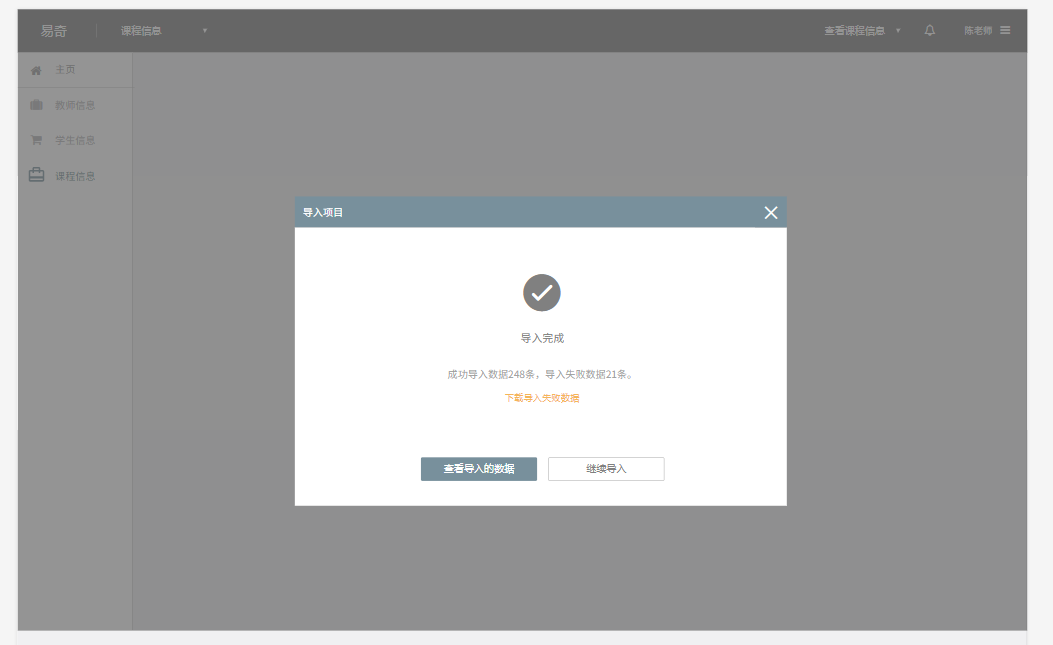 易奇 课程信息 查看课程信息 陈老师
主页
教师信息
学生信息
课程信息
导入项目
导入完成
成功导入数据248条，导入失败数据21条。
下载导入失败数据
查看导入的数据 继续导入